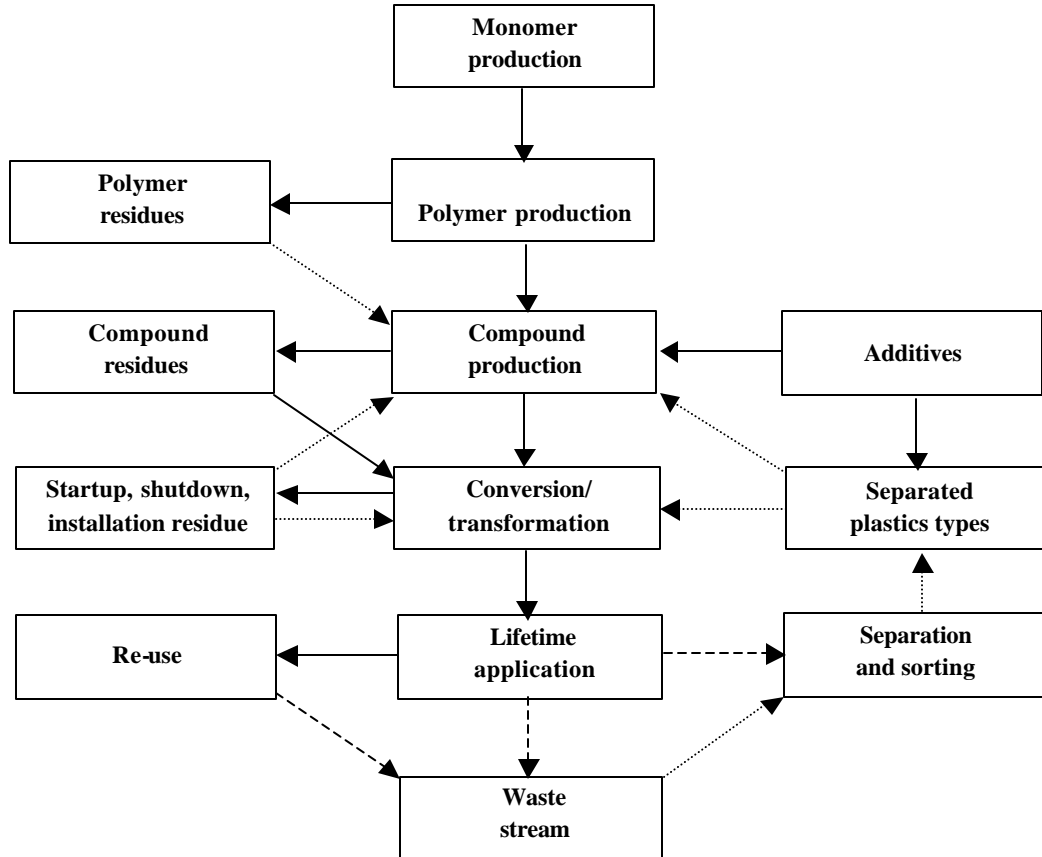 Monomer
production
Polymer
residues
Polymer production
Compound
residues
Compound
production
Additives
Startup, shutdown,
installation residue
Conversion/
transformation
Separated
plastics types
Re-use
Lifetime
application
Separation
and sorting
Waste
stream